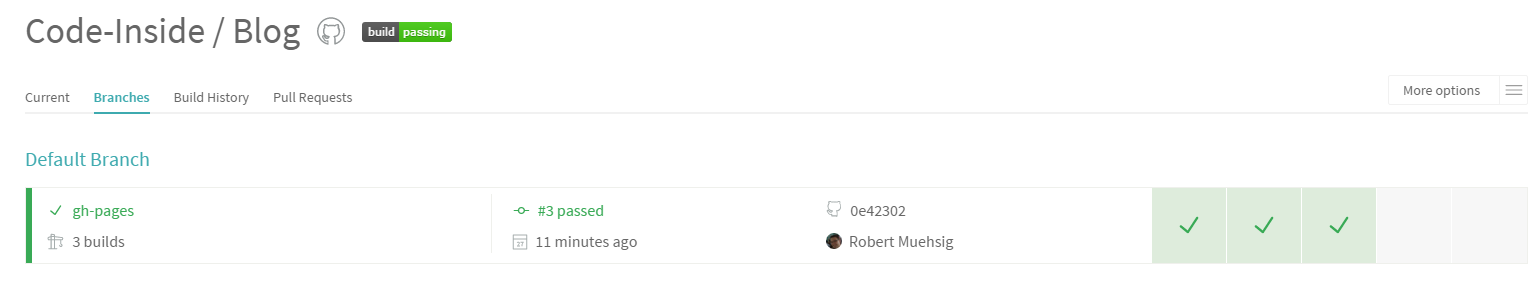 Code-Inside / Blog build passing
Current Branches Build History Pull Requests More options
Default Branch
gh-pages #3 passed 0e42302
3 builds 27 11 minutes ago Robert Muehsig